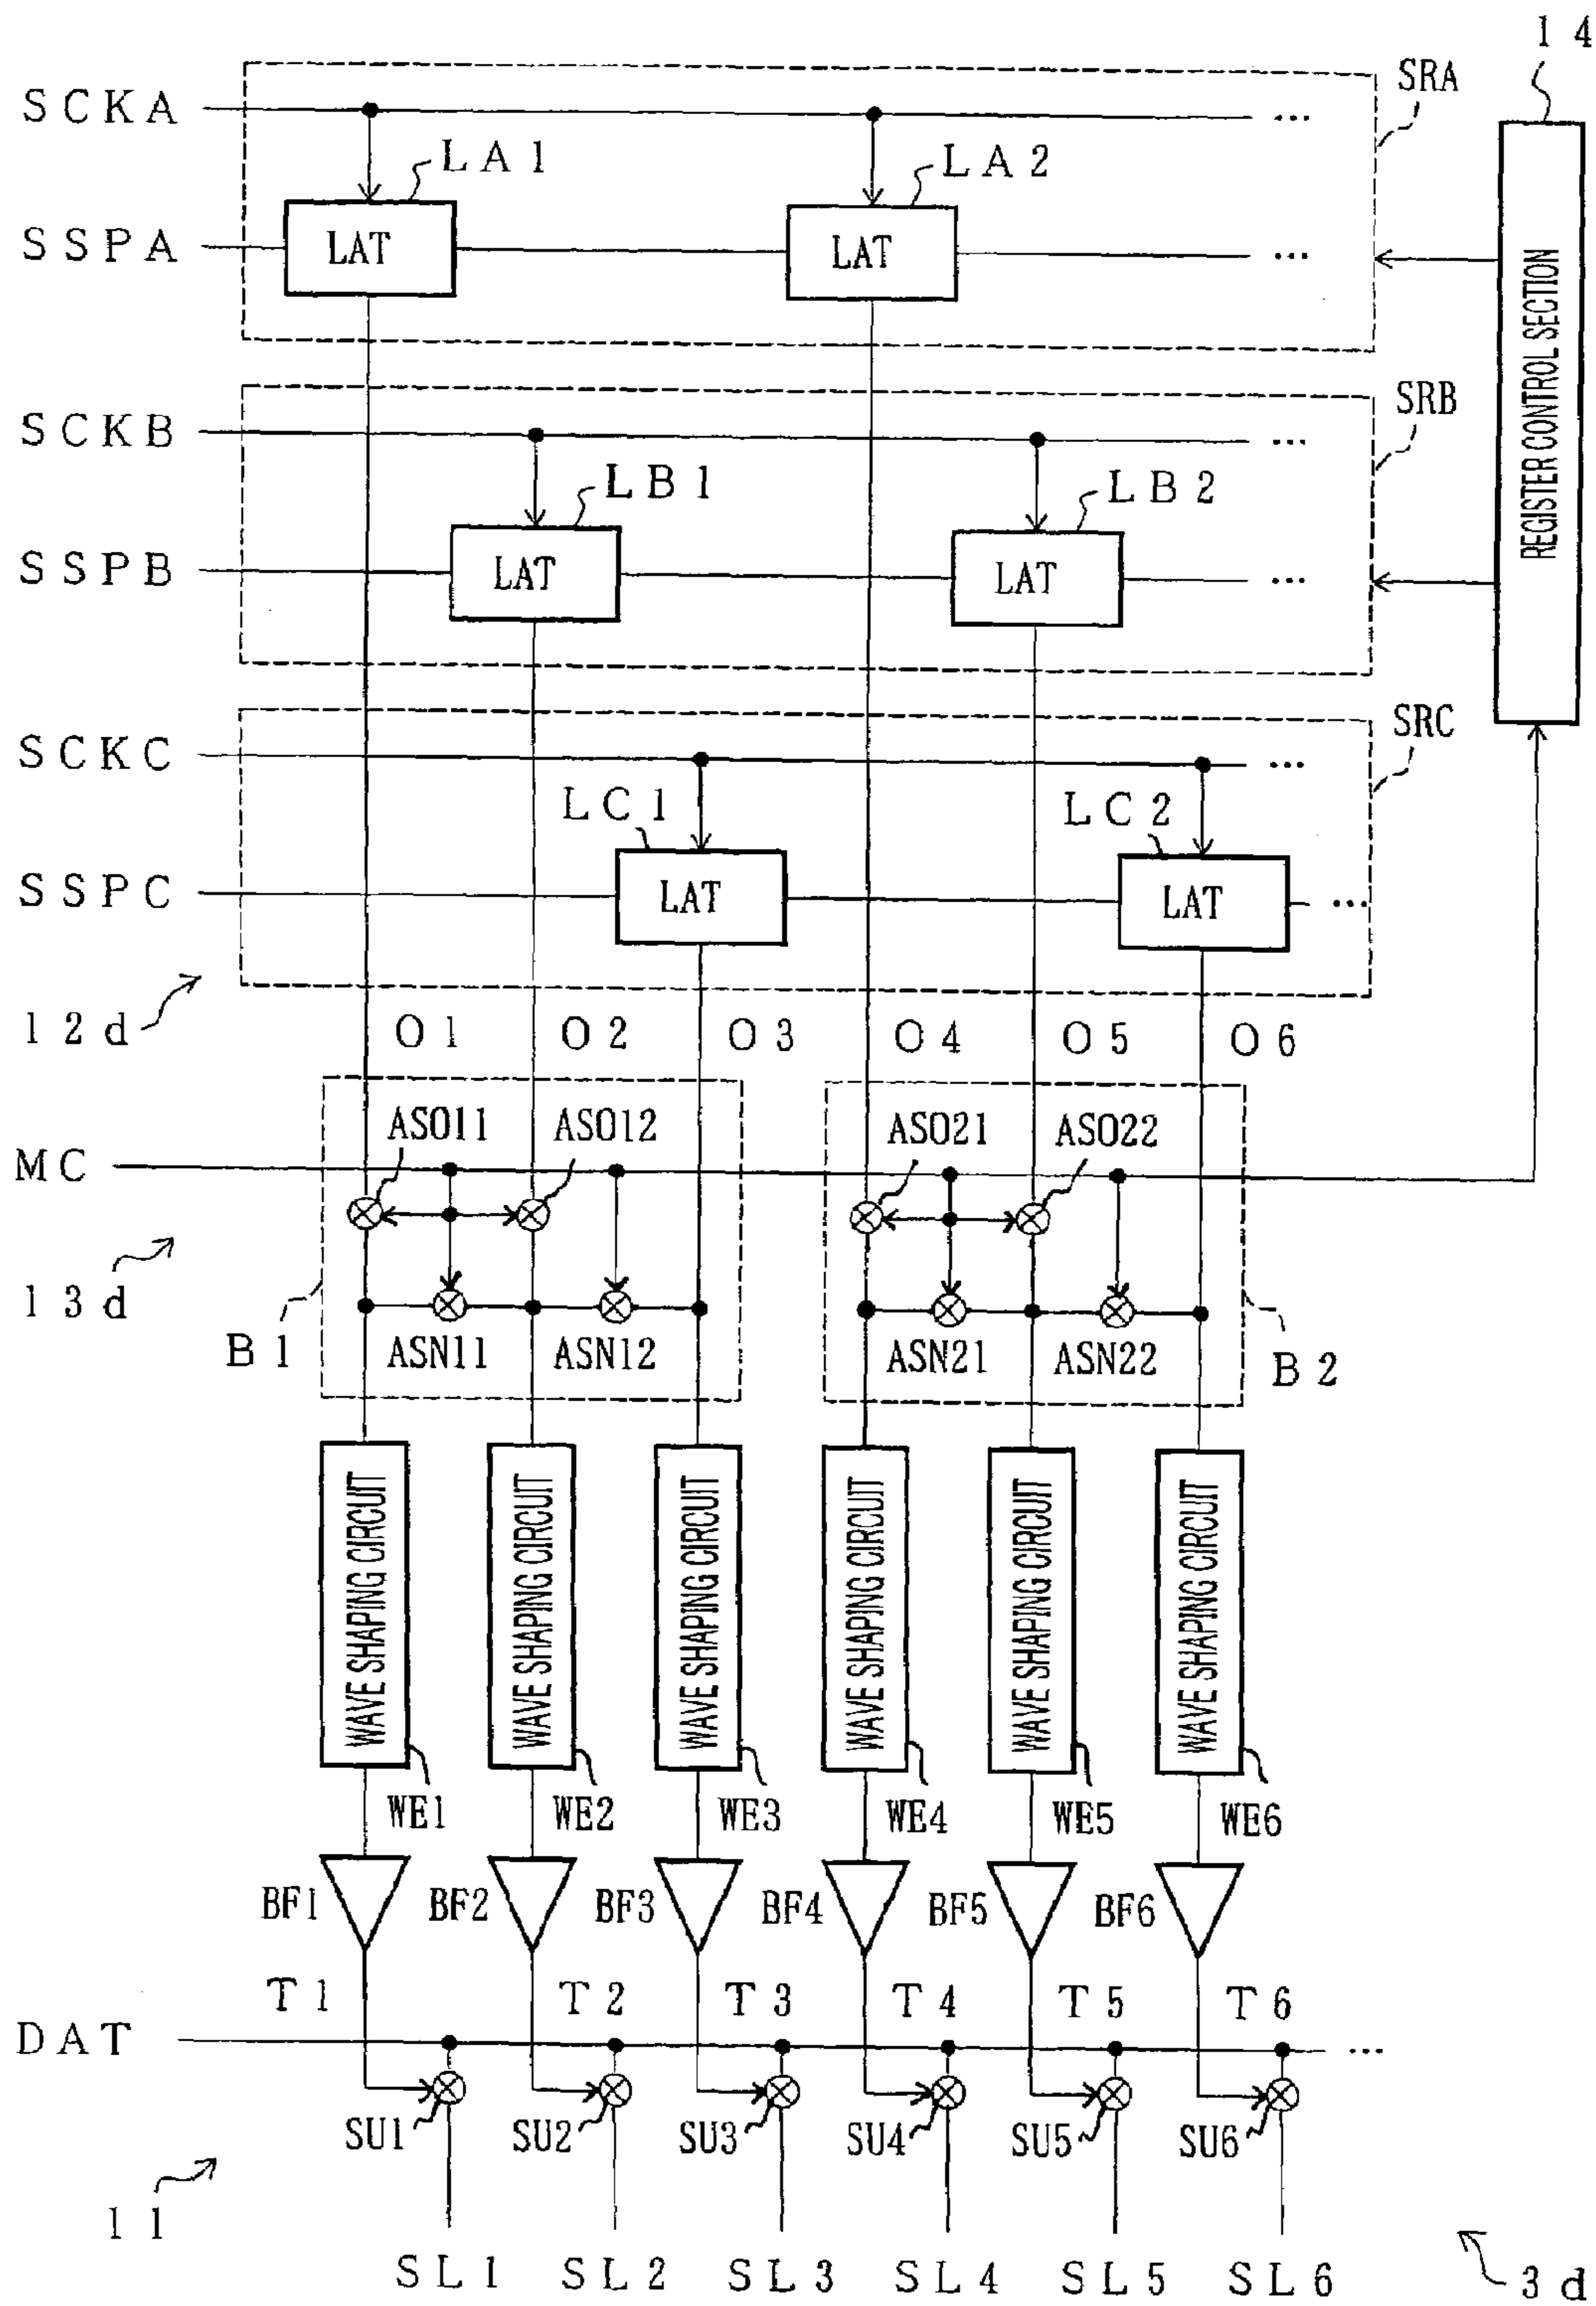 14
SCKA
SRA
LA1
LA2
SSPA
LAT
LAT
...
...
REGISTER CONTROL SECTION
SCKB
SRB
LB1
LB2
SSPB
LAT
LAT
...
...
SCKC
SRC
LC1
LC2
SSPC
LAT
LAT
...
...
12d
O1
O2
O3
O4
O5
O6
ASO11
ASO12
ASO21
ASO22
MC
13d
B1
ASN11
ASN12
ASN21
ASN22
B2
WAVE SHAPING CIRCUIT
WAVE SHAPING CIRCUIT
WAVE SHAPING CIRCUIT
WAVE SHAPING CIRCUIT
WAVE SHAPING CIRCUIT
WAVE SHAPING CIRCUIT
WE1
WE2
WE3
WE4
WE5
WE6
BF1
BF2
BF3
BF4
BF5
BF6
T1
T2
T3
T4
T5
T6
DAT
...
SU1
SU2
SU3
SU4
SU5
SU6
11
SL1
SL2
SL3
SL4
SL5
SL6
3d